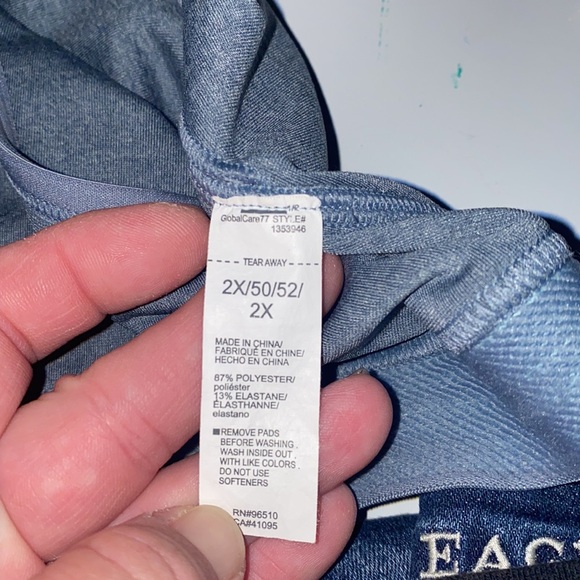 GlobalCare77 STYLE#
1353946
TEAR AWAY
2X/50/52/
2X
MADE IN CHINA/
FABRIQUÉ EN CHINE/
HECHO EN CHINA
87% POLYESTER/
poliéster
13% ELASTANE/
ÉLASTHANNE/
elastano
REMOVE PADS
BEFORE WASHING.
WASH INSIDE OUT.
WITH LIKE COLORS.
DO NOT USE
SOFTENERS
RN#96510
CA#41095
EAC